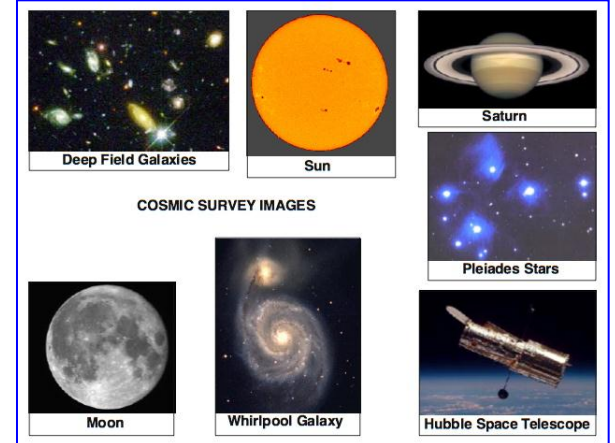 Deep Field Galaxies
Sun
Saturn
COSMIC SURVEY IMAGES
Pleiades Stars
Moon
Whirlpool Galaxy
Hubble Space Telescope